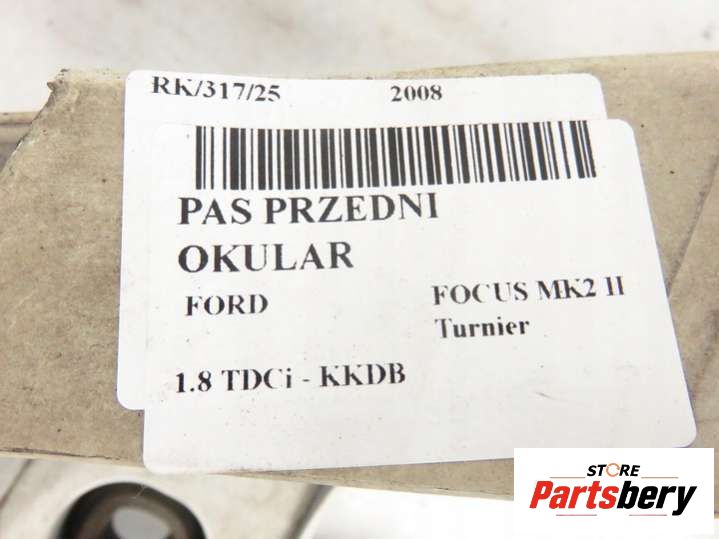 RK/317/25 2008
PAS PRZEDNI
OKULAR
FORD FOCUS MK2 II
Turnier
1.8 TDCi - KKDB
STORE
Partsbery